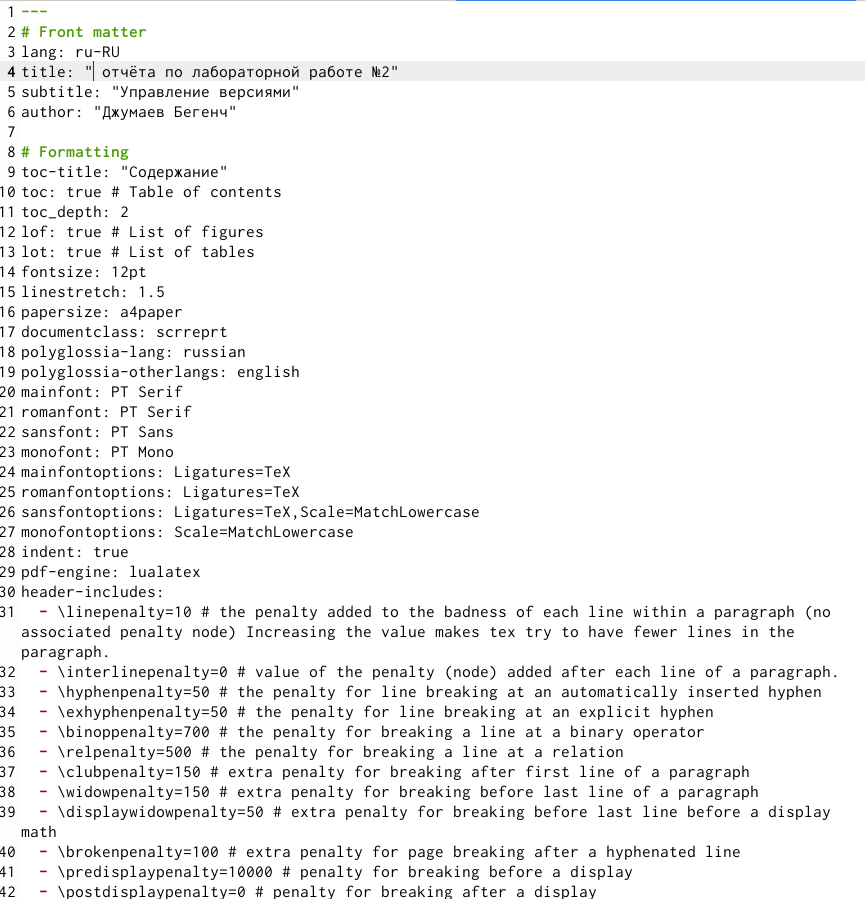 1 ---
2 # Front matter
3 lang: ru-RU
4 title: " отчёта по лабораторной работе №2"
5 subtitle: "Управление версиями"
6 author: "Джумаев Бегенч"
7
8 # Formatting
9 toc-title: "Содержание"
10 toc: true # Table of contents
11 toc_depth: 2
12 lof: true # List of figures
13 lot: true # List of tables
14 fontsize: 12pt
15 linestretch: 1.5
16 papersize: a4paper
17 documentclass: scrreprt
18 polyglossia-lang: russian
19 polyglossia-otherlangs: english
20 mainfont: PT Serif
21 romanfont: PT Serif
22 sansfont: PT Sans
23 monofont: PT Mono
24 mainfontoptions: Ligatures=TeX
25 romanfontoptions: Ligatures=TeX
26 sansfontoptions: Ligatures=TeX,Scale=MatchLowercase
27 monofontoptions: Scale=MatchLowercase
28 indent: true
29 pdf-engine: lualatex
30 header-includes:
31   - \linepenalty=10 # the penalty added to the badness of each line within a paragraph (no
associated penalty node) Increasing the value makes tex try to have fewer lines in the
paragraph.
32   - \interlinepenalty=0 # value of the penalty (node) added after each line of a paragraph.
33   - \hyphenpenalty=50 # the penalty for line breaking at an automatically inserted hyphen
34   - \exhyphenpenalty=50 # the penalty for line breaking at an explicit hyphen
35   - \binoppenalty=700 # the penalty for breaking a line at a binary operator
36   - \relpenalty=500 # the penalty for breaking a line at a relation
37   - \clubpenalty=150 # extra penalty for breaking after first line of a paragraph
38   - \widowpenalty=150 # extra penalty for breaking before last line of a paragraph
39   - \displaywidowpenalty=50 # extra penalty for breaking before last line before a display
math
40   - \brokenpenalty=100 # extra penalty for page breaking after a hyphenated line
41   - \predisplaypenalty=10000 # penalty for breaking before a display
42   - \postdisplaypenalty=0 # penalty for breaking after a display